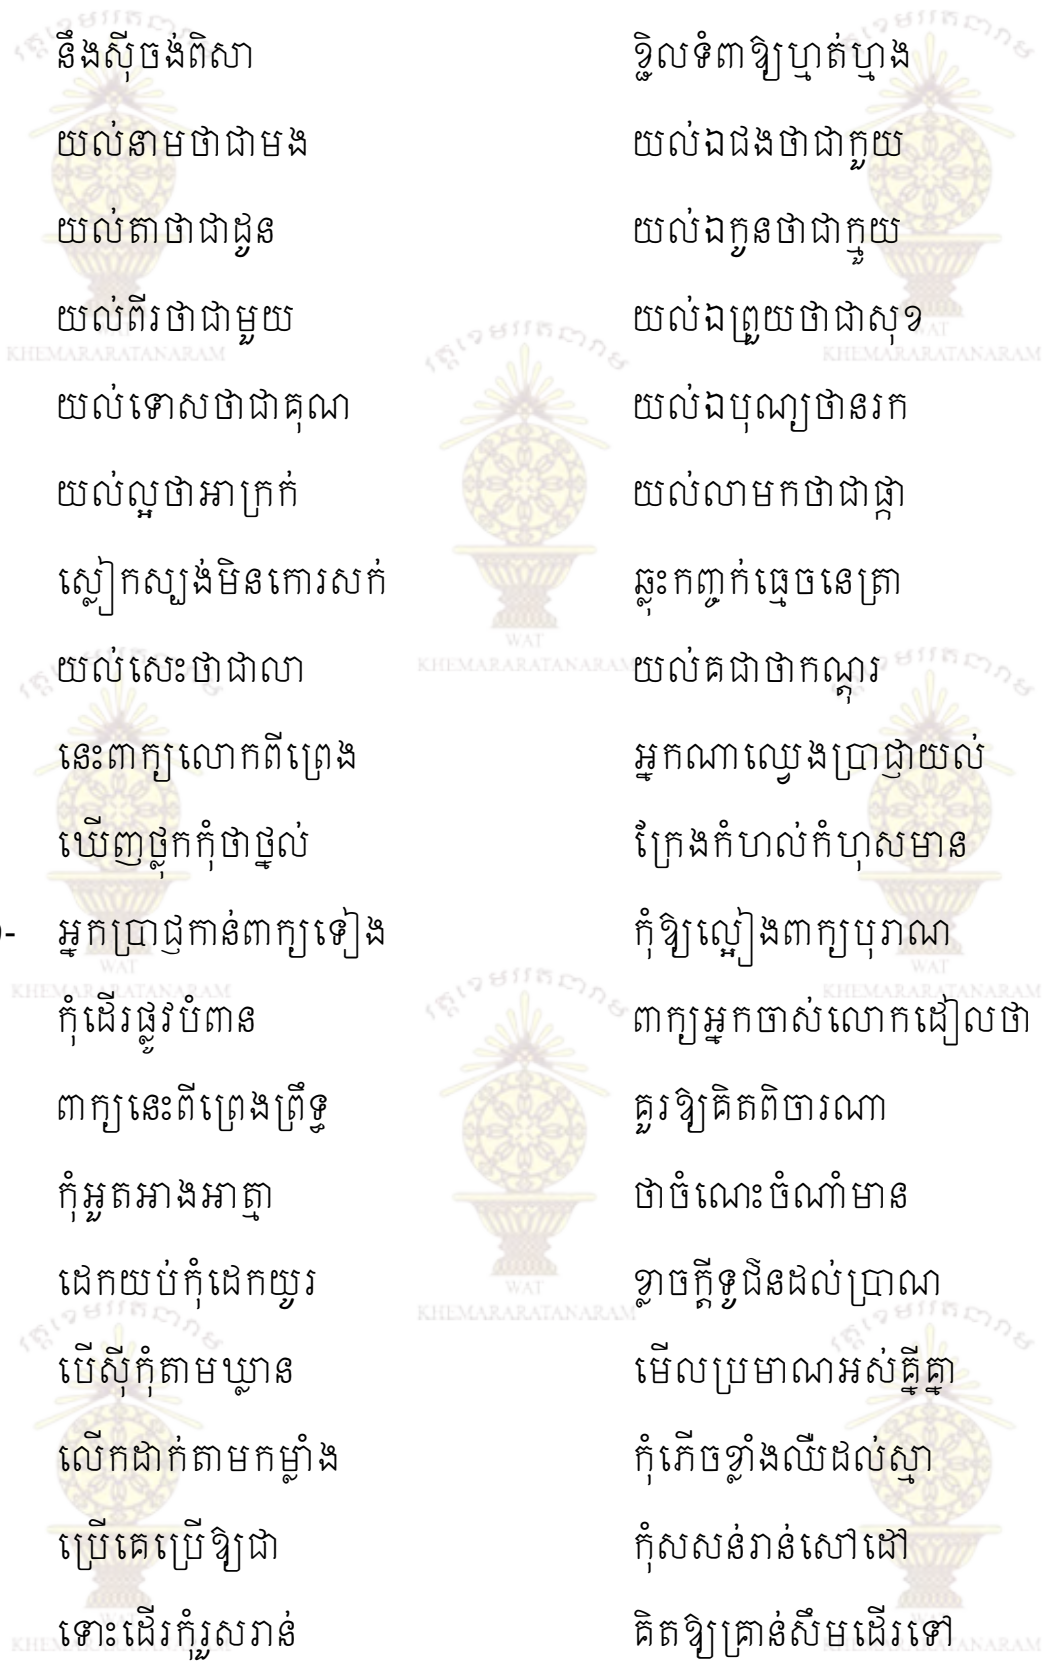 នឹងស៊ីចង់ពិសា ខ្ជិលទំពាឱ្យហ្មត់ហ្មង
យល់នាមថាជាមង យល់ឯផងថាជាកួយ
យល់តាថាជាដូន យល់ឯកូនថាជាក្មួយ
យល់ពីរថាជាមួយ យល់ឯព្រួយថាជាសុខ
យល់ទោសថាជាគុណ យល់ឯបុណ្យថានរក
យល់ល្អថាអាក្រក់ យល់លាមកថាជាផ្កា
ស្លៀកស្បង់មិនកោរសក់ ឆ្លុះកញ្ចក់ធ្មេចនេត្រា
យល់សេះថាជាលា យល់គជាថាកណ្តុរ
នេះពាក្យលោកពីព្រេង អ្នកណាឈ្វេងប្រាជ្ញាយល់
ឃើញថ្លុកកុំថាថ្នល់ ក្រែងកំហល់កំហុសមាន
- អ្នកប្រាជ្ញកាន់ពាក្យទៀង កុំឱ្យល្អៀងពាក្យបុរាណ
កុំដើរផ្លូវបំពាន ពាក្យអ្នកចាស់លោកដៀលថា
ពាក្យនេះពីព្រេងព្រឹទ្ធ គួរឱ្យគិតពិចារណា
កុំអួតអាងអាត្មា ថាចំណេះចំណាំមាន
ដេកយប់កុំដេកយូរ ខ្លាចក្តីទូជ៌នដល់ប្រាណ
បើស៊ីកុំតាមឃ្លាន មើលប្រមាណអស់គ្នីគ្នា
លើកដាក់តាមកម្លាំង កុំភើចខ្លាំងឈឺដល់ស្មា
ប្រើគេប្រើឱ្យជា កុំសសន់រាន់សៅដៅ
ទោះដើរកុំរួសរាន់ គិតឱ្យគ្រាន់សឹមដើរទៅ
WAT
KHEMARARATANARAM